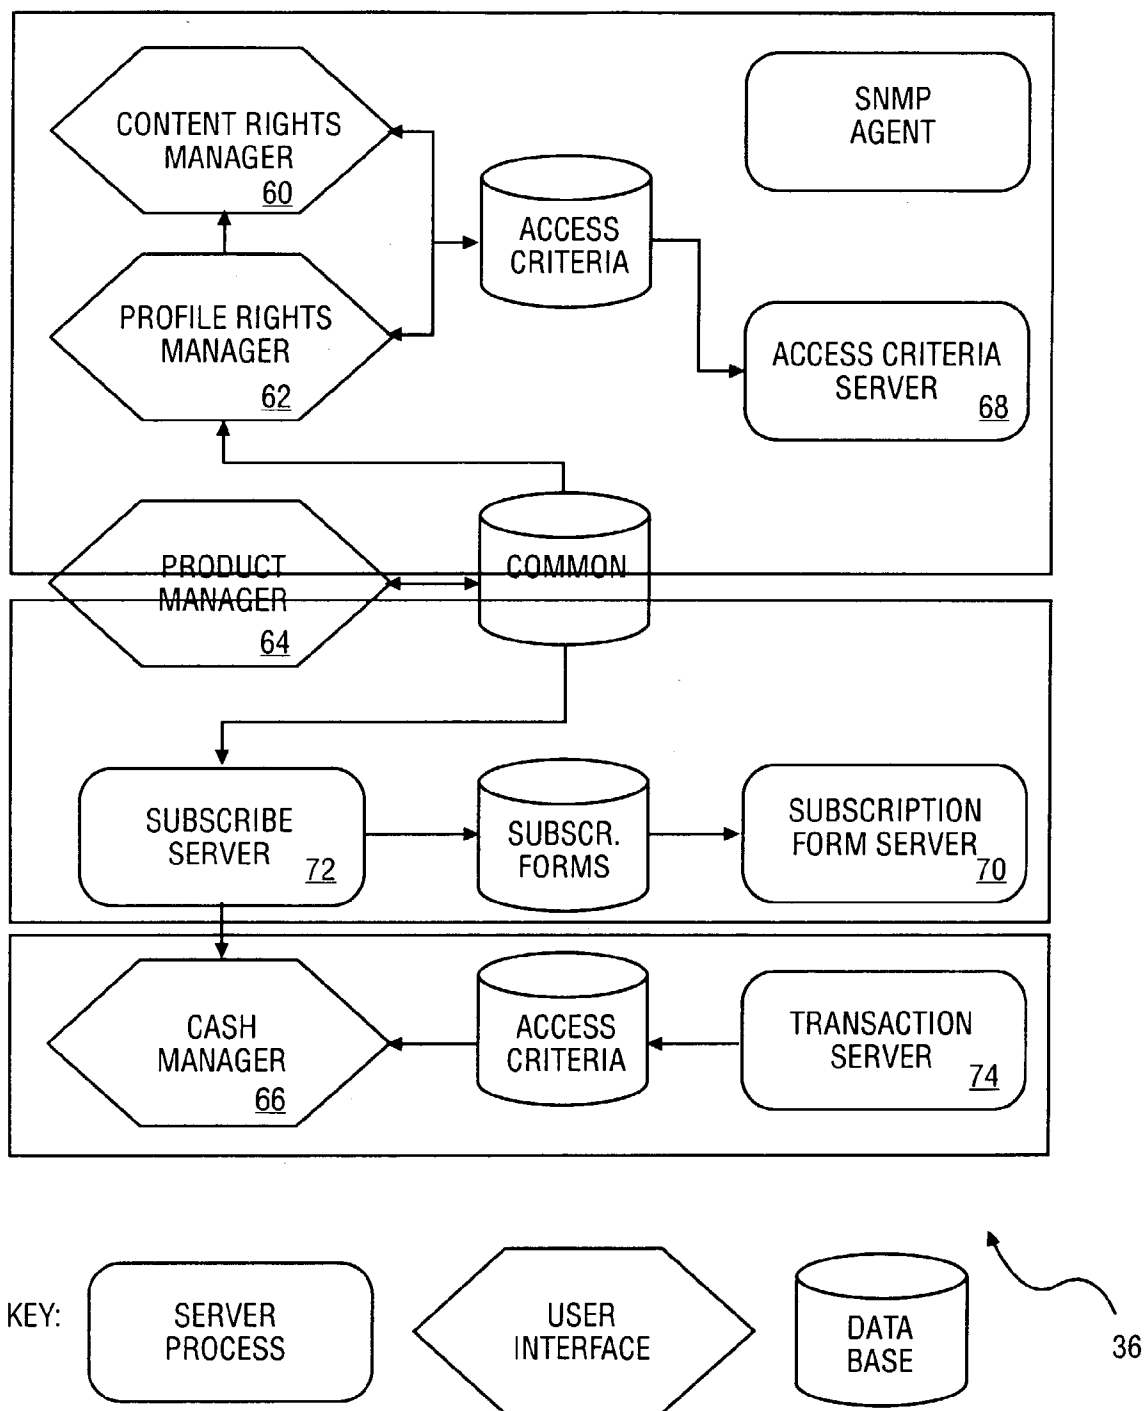 CONTENT RIGHTS
MANAGER
60
SNMP
AGENT
ACCESS
CRITERIA
PROFILE RIGHTS
MANAGER
62
ACCESS CRITERIA
SERVER
68
PRODUCT
MANAGER
64
COMMON
SUBSCRIBE
SERVER
72
SUBSCR.
FORMS
SUBSCRIPTION
FORM SERVER
70
CASH
MANAGER
66
ACCESS
CRITERIA
TRANSACTION
SERVER
74
KEY:
SERVER
PROCESS
USER
INTERFACE
DATA
BASE
36